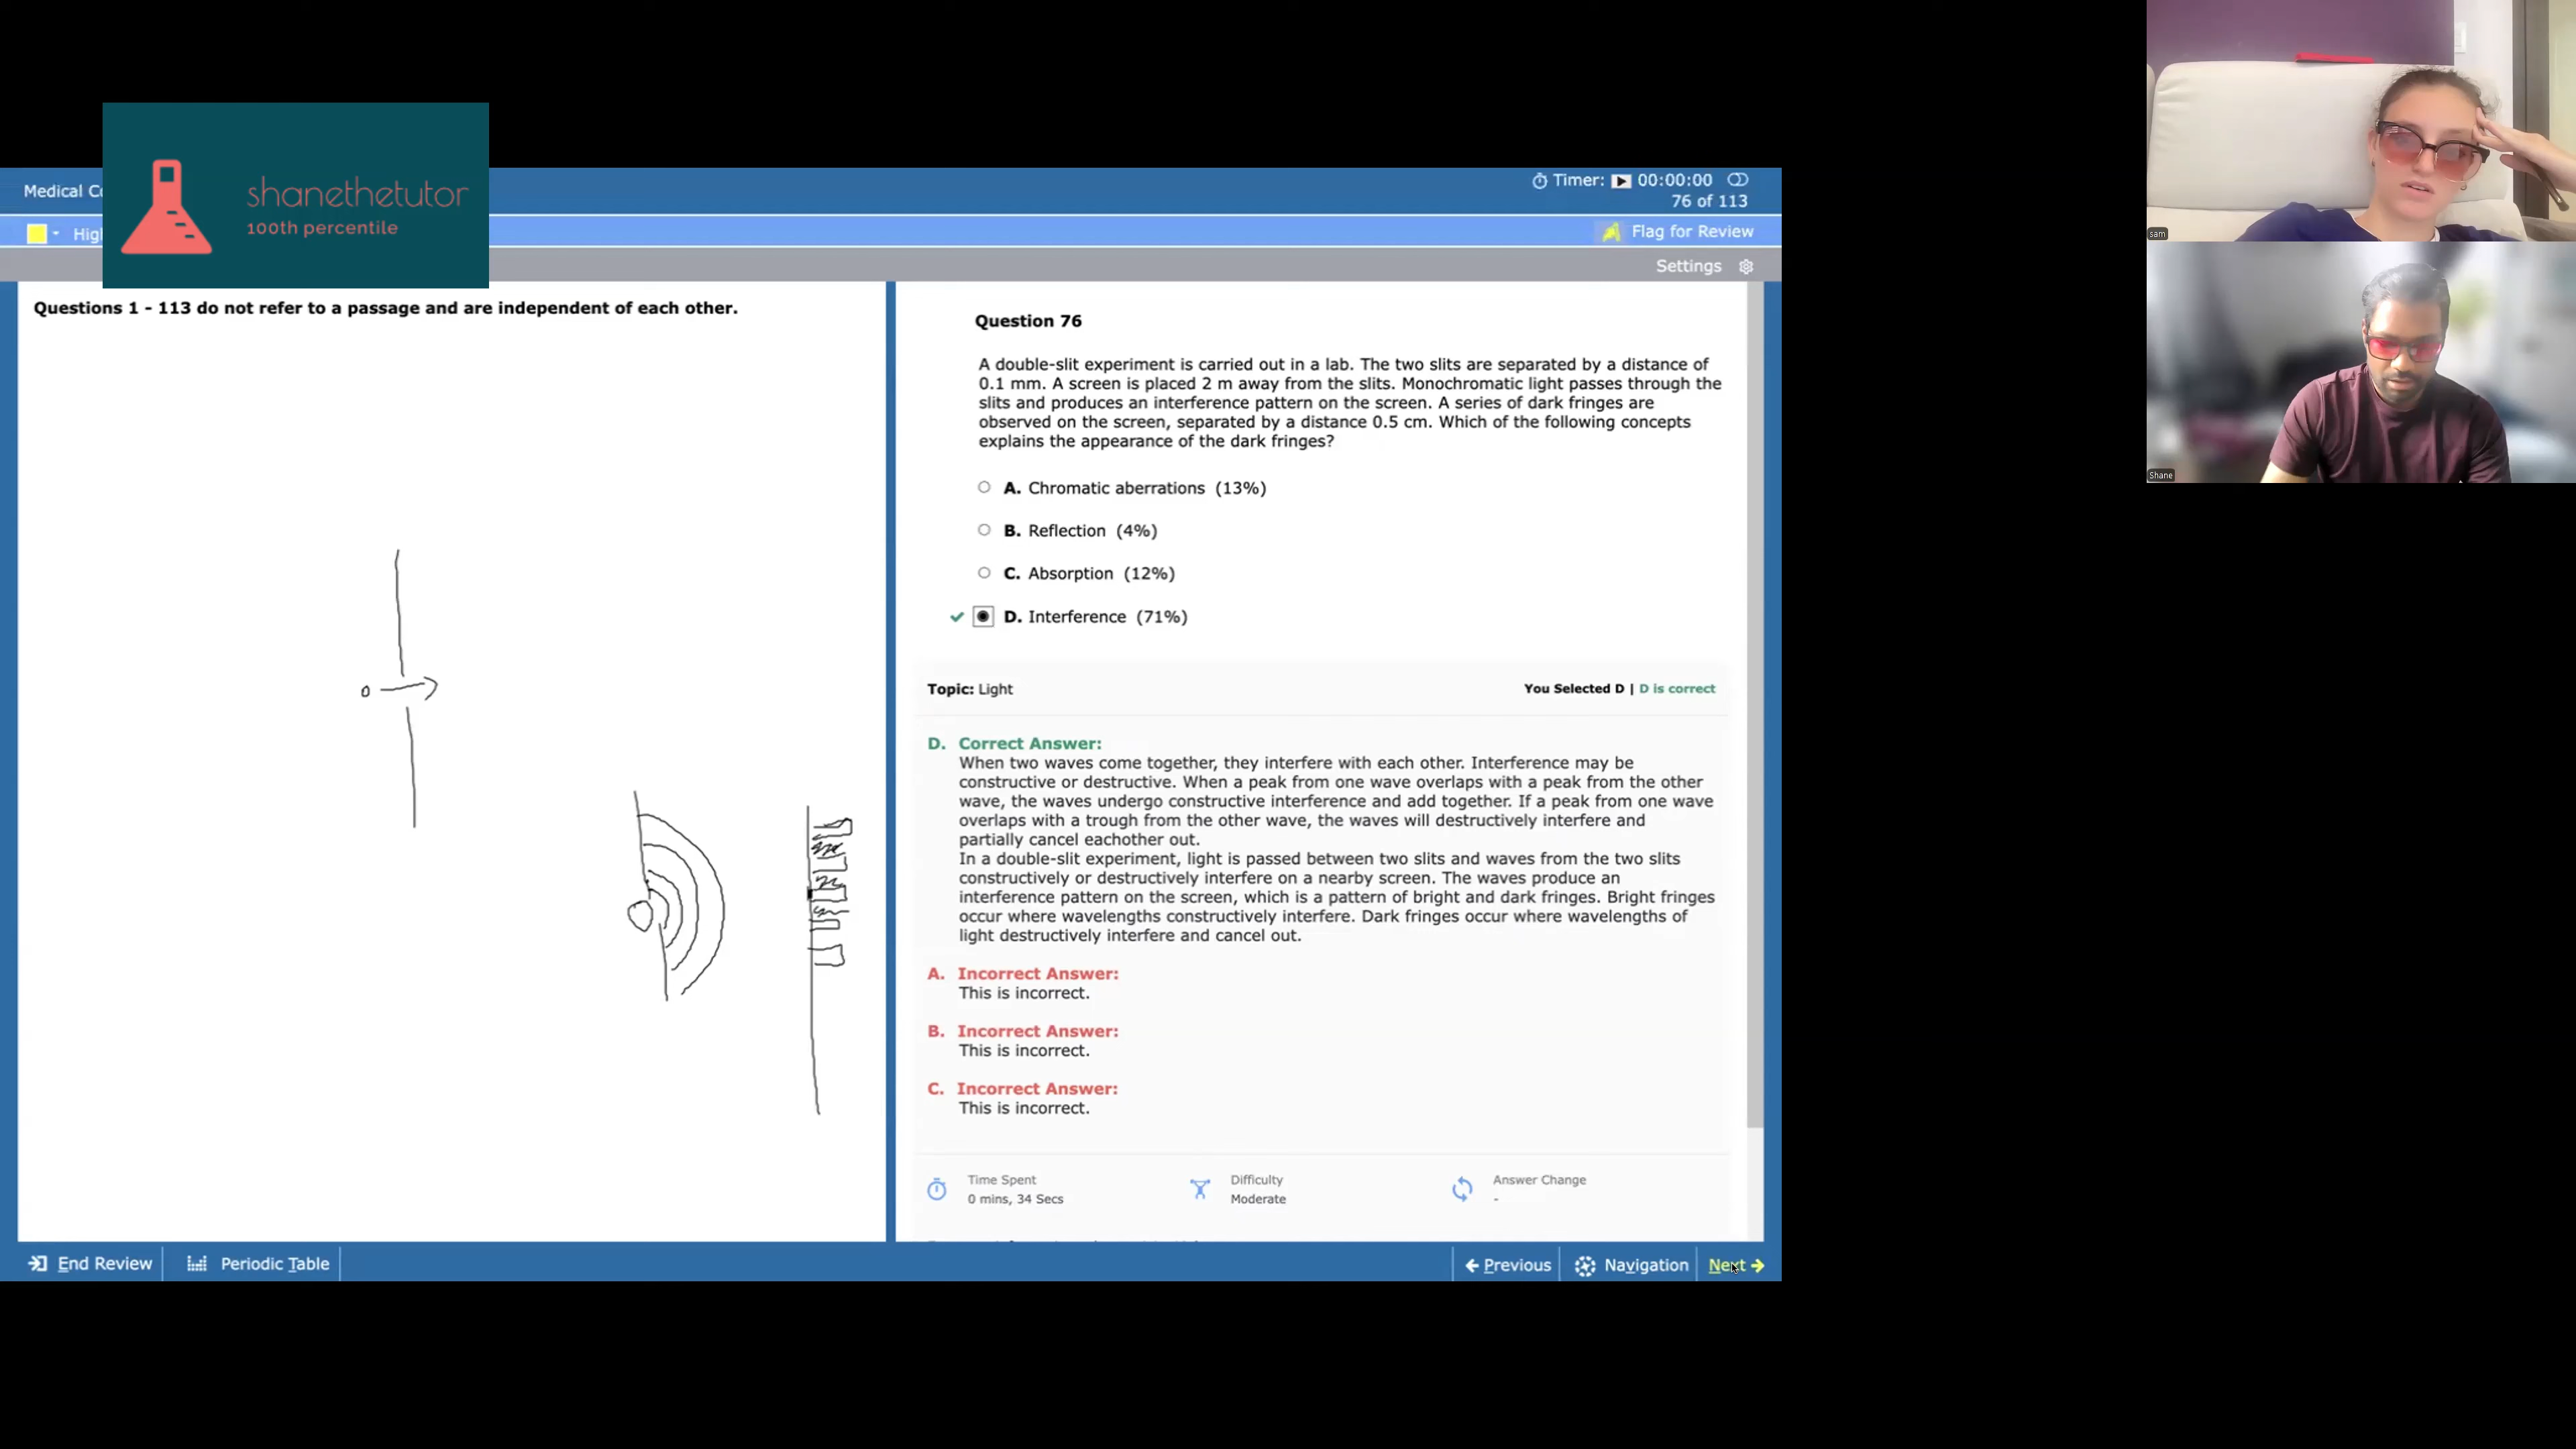 shanethetutor
100th percentile
Medical Co
Timer: 00:00:00
76 of 113
High
Flag for Review
Settings
Questions 1 - 113 do not refer to a passage and are independent of each other.
Question 76
A double-slit experiment is carried out in a lab. The two slits are separated by a distance of
0.1 mm. A screen is placed 2 m away from the slits. Monochromatic light passes through the
slits and produces an interference pattern on the screen. A series of dark fringes are
observed on the screen, separated by a distance 0.5 cm. Which of the following concepts
explains the appearance of the dark fringes?
A. Chromatic aberrations (13%)
B. Reflection (4%)
C. Absorption (12%)
D. Interference (71%)
Topic: Light
You Selected D | D is correct
D. Correct Answer:
When two waves come together, they interfere with each other. Interference may be
constructive or destructive. When a peak from one wave overlaps with a peak from the other
wave, the waves undergo constructive interference and add together. If a peak from one wave
overlaps with a trough from the other wave, the waves will destructively interfere and
partially cancel eachother out.
In a double-slit experiment, light is passed between two slits and waves from the two slits
constructively or destructively interfere on a nearby screen. The waves produce an
interference pattern on the screen, which is a pattern of bright and dark fringes. Bright fringes
occur where wavelengths constructively interfere. Dark fringes occur where wavelengths of
light destructively interfere and cancel out.
A. Incorrect Answer:
This is incorrect.
B. Incorrect Answer:
This is incorrect.
C. Incorrect Answer:
This is incorrect.
Time Spent
0 mins, 34 Secs
Difficulty
Moderate
Answer Change
-
End Review
Periodic Table
Previous
Navigation
Next
sam
Shane